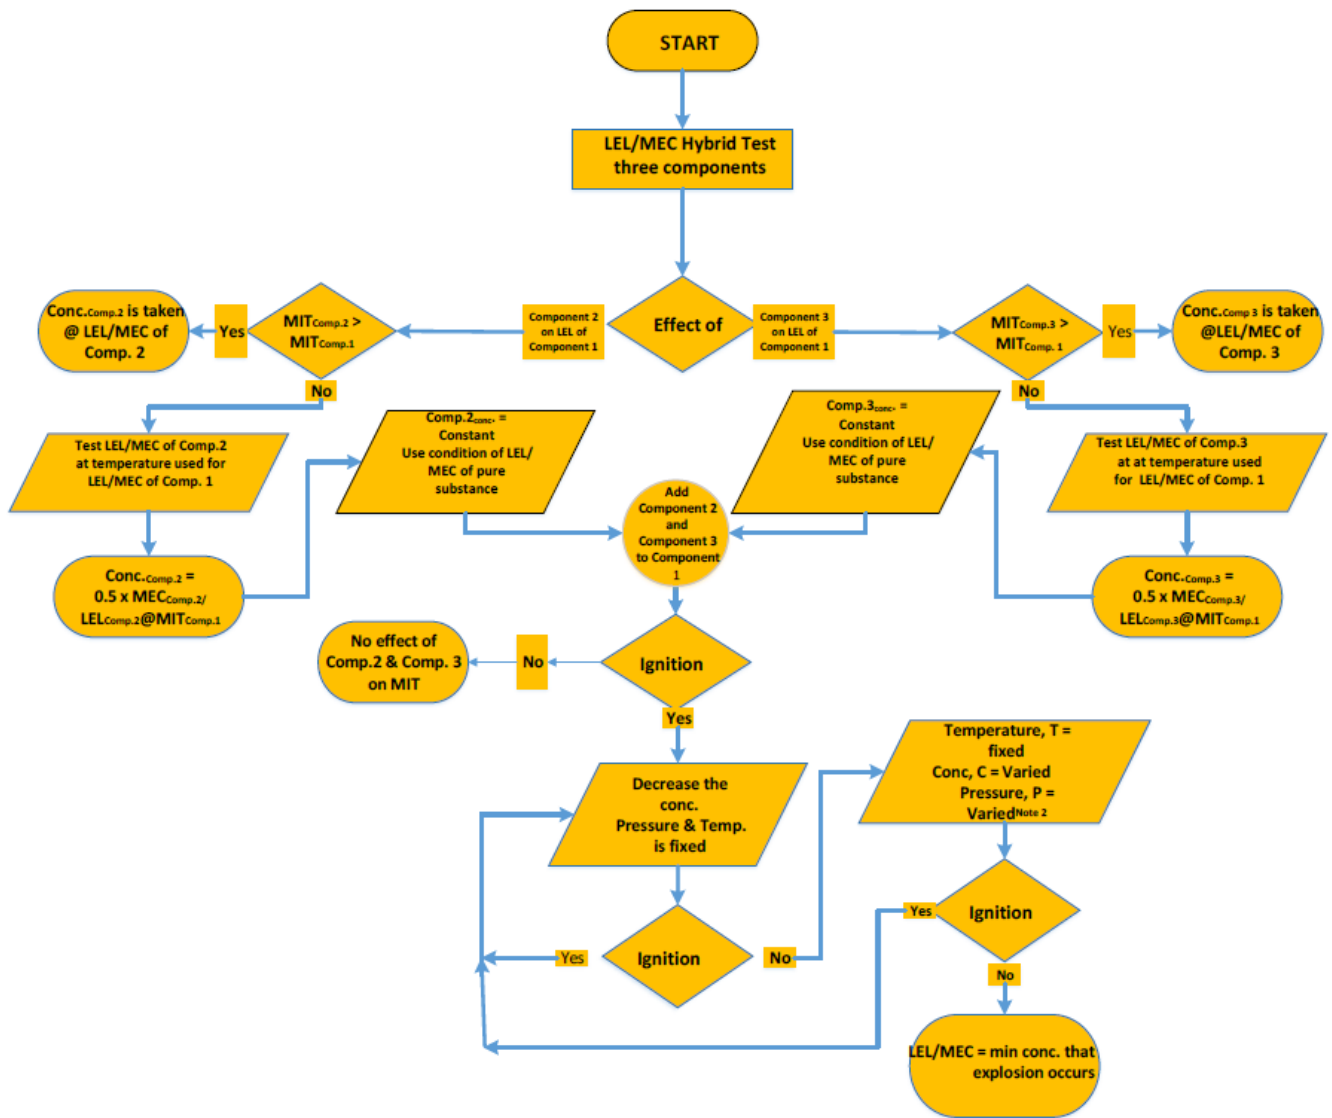 START
LEL/MEC Hybrid Test
three components
Effect of
Component 2
on LEL of
Component 1
Component 3
on LEL of
Component 1
MITComp.2 >
MITComp.1
Yes
Conc.Comp.2 is taken
@ LEL/MEC of
Comp. 2
No
MITComp.3 >
MITComp. 1
Yes
Conc.Comp 3 is taken
@LEL/MEC of
Comp. 3
No
Test LEL/MEC of Comp.2
at temperature used for
LEL/MEC of Comp. 1
Comp.2conc. =
Constant
Use condition of LEL/
MEC of pure
substance
Comp.3conc. =
Constant
Use condition of LEL/
MEC of pure
substance
Test LEL/MEC of Comp.3
at at temperature used
for LEL/MEC of Comp. 1
Conc.Comp.2 =
0.5 x MECComp.2/
LELComp.2@MITComp.1
Add
Component 2
and
Component 3
to Component
1
Conc.Comp.3 =
0.5 x MECComp.3/
LELComp.3@MITComp.1
Ignition
No
No effect of
Comp.2 & Comp. 3
on MIT
Yes
Decrease the
conc.
Pressure & Temp.
is fixed
Temperature, T =
fixed
Conc, C = Varied
Pressure, P =
VariedNote 2
Ignition
Yes
No
Ignition
Yes
No
LEL/MEC = min conc. that
explosion occurs